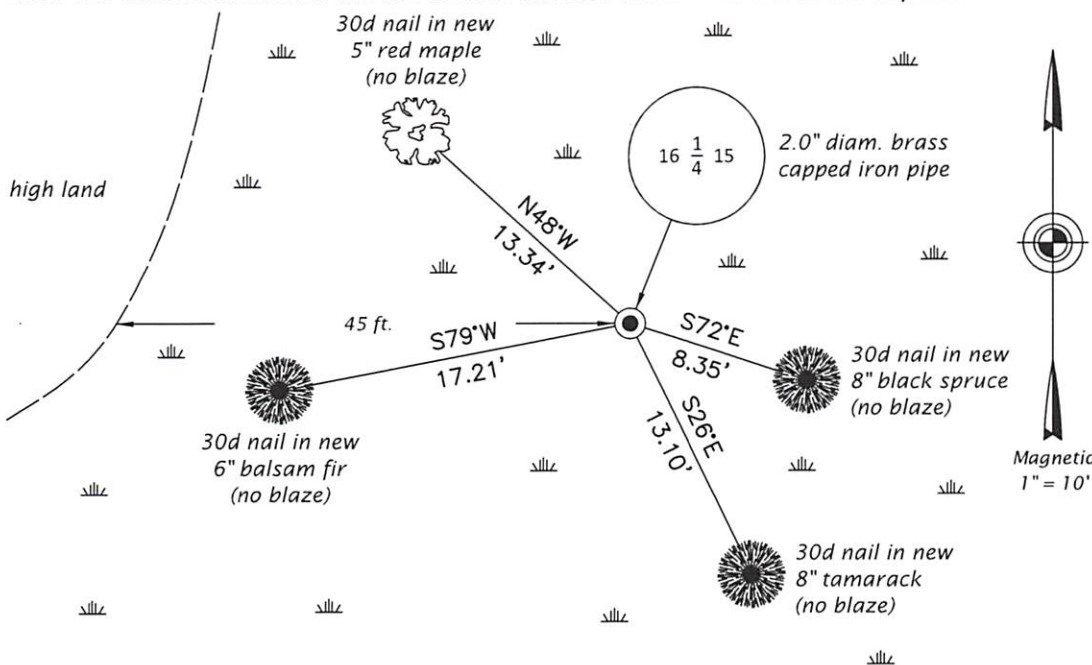 30d nail in new
5" red maple
(no blaze)
16 1/4 15
2.0" diam. brass
capped iron pipe
high land
N48°W
13.34'
45 ft.
S79°W
17.21'
S72°E
8.35'
30d nail in new
8" black spruce
(no blaze)
S26°E
13.10'
30d nail in new
6" balsam fir
(no blaze)
Magnetic
1" = 10'
30d nail in new
8" tamarack
(no blaze)